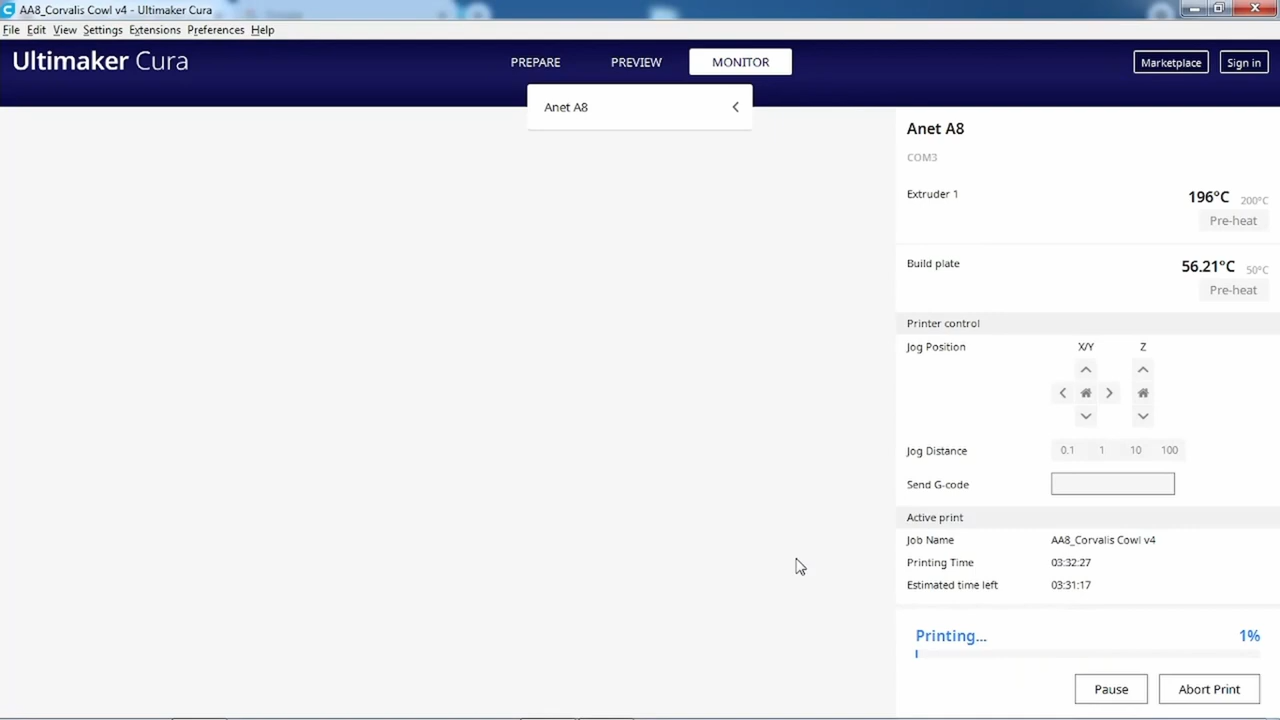 AA8_Corvalis Cowl v4 - Ultimaker Cura
File Edit View Settings Extensions Preferences Help
Ultimaker Cura
PREPARE PREVIEW MONITOR
Marketplace Sign in
Anet A8
Anet A8
COM3
Extruder 1 196°C 200°C
Pre-heat
Build plate 56.21°C 50°C
Pre-heat
Printer control
Jog Position X/Y Z
Jog Distance 0.1 1 10 100
Send G-code
Active print
Job Name AA8_Corvalis Cowl v4
Printing Time 03:32:27
Estimated time left 03:31:17
Printing... 1%
Pause Abort Print